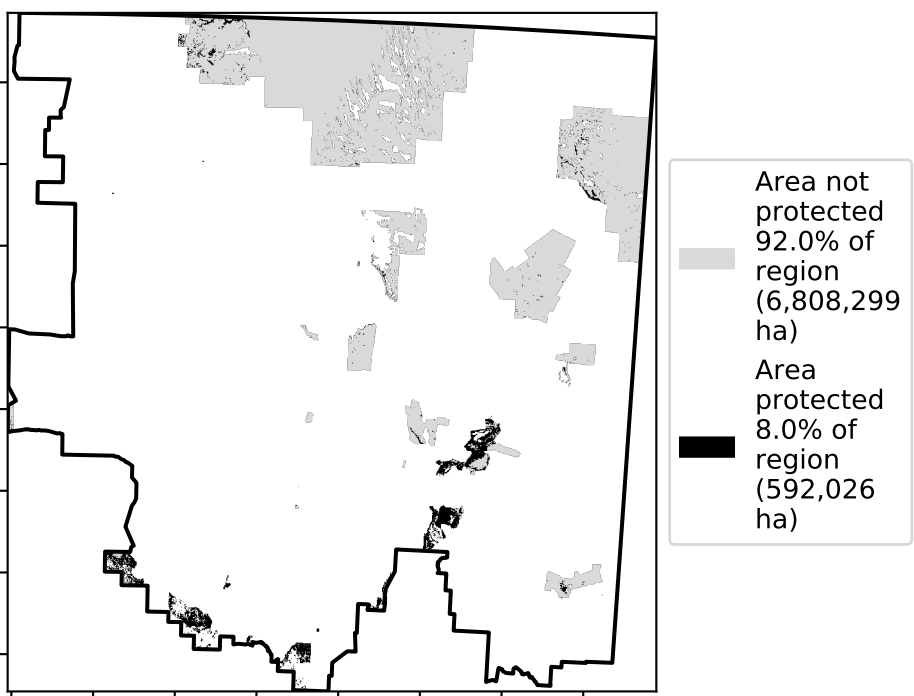 Area not
protected
92.0% of
region
(6,808,299
ha)
Area
protected
8.0% of
region
(592,026
ha)